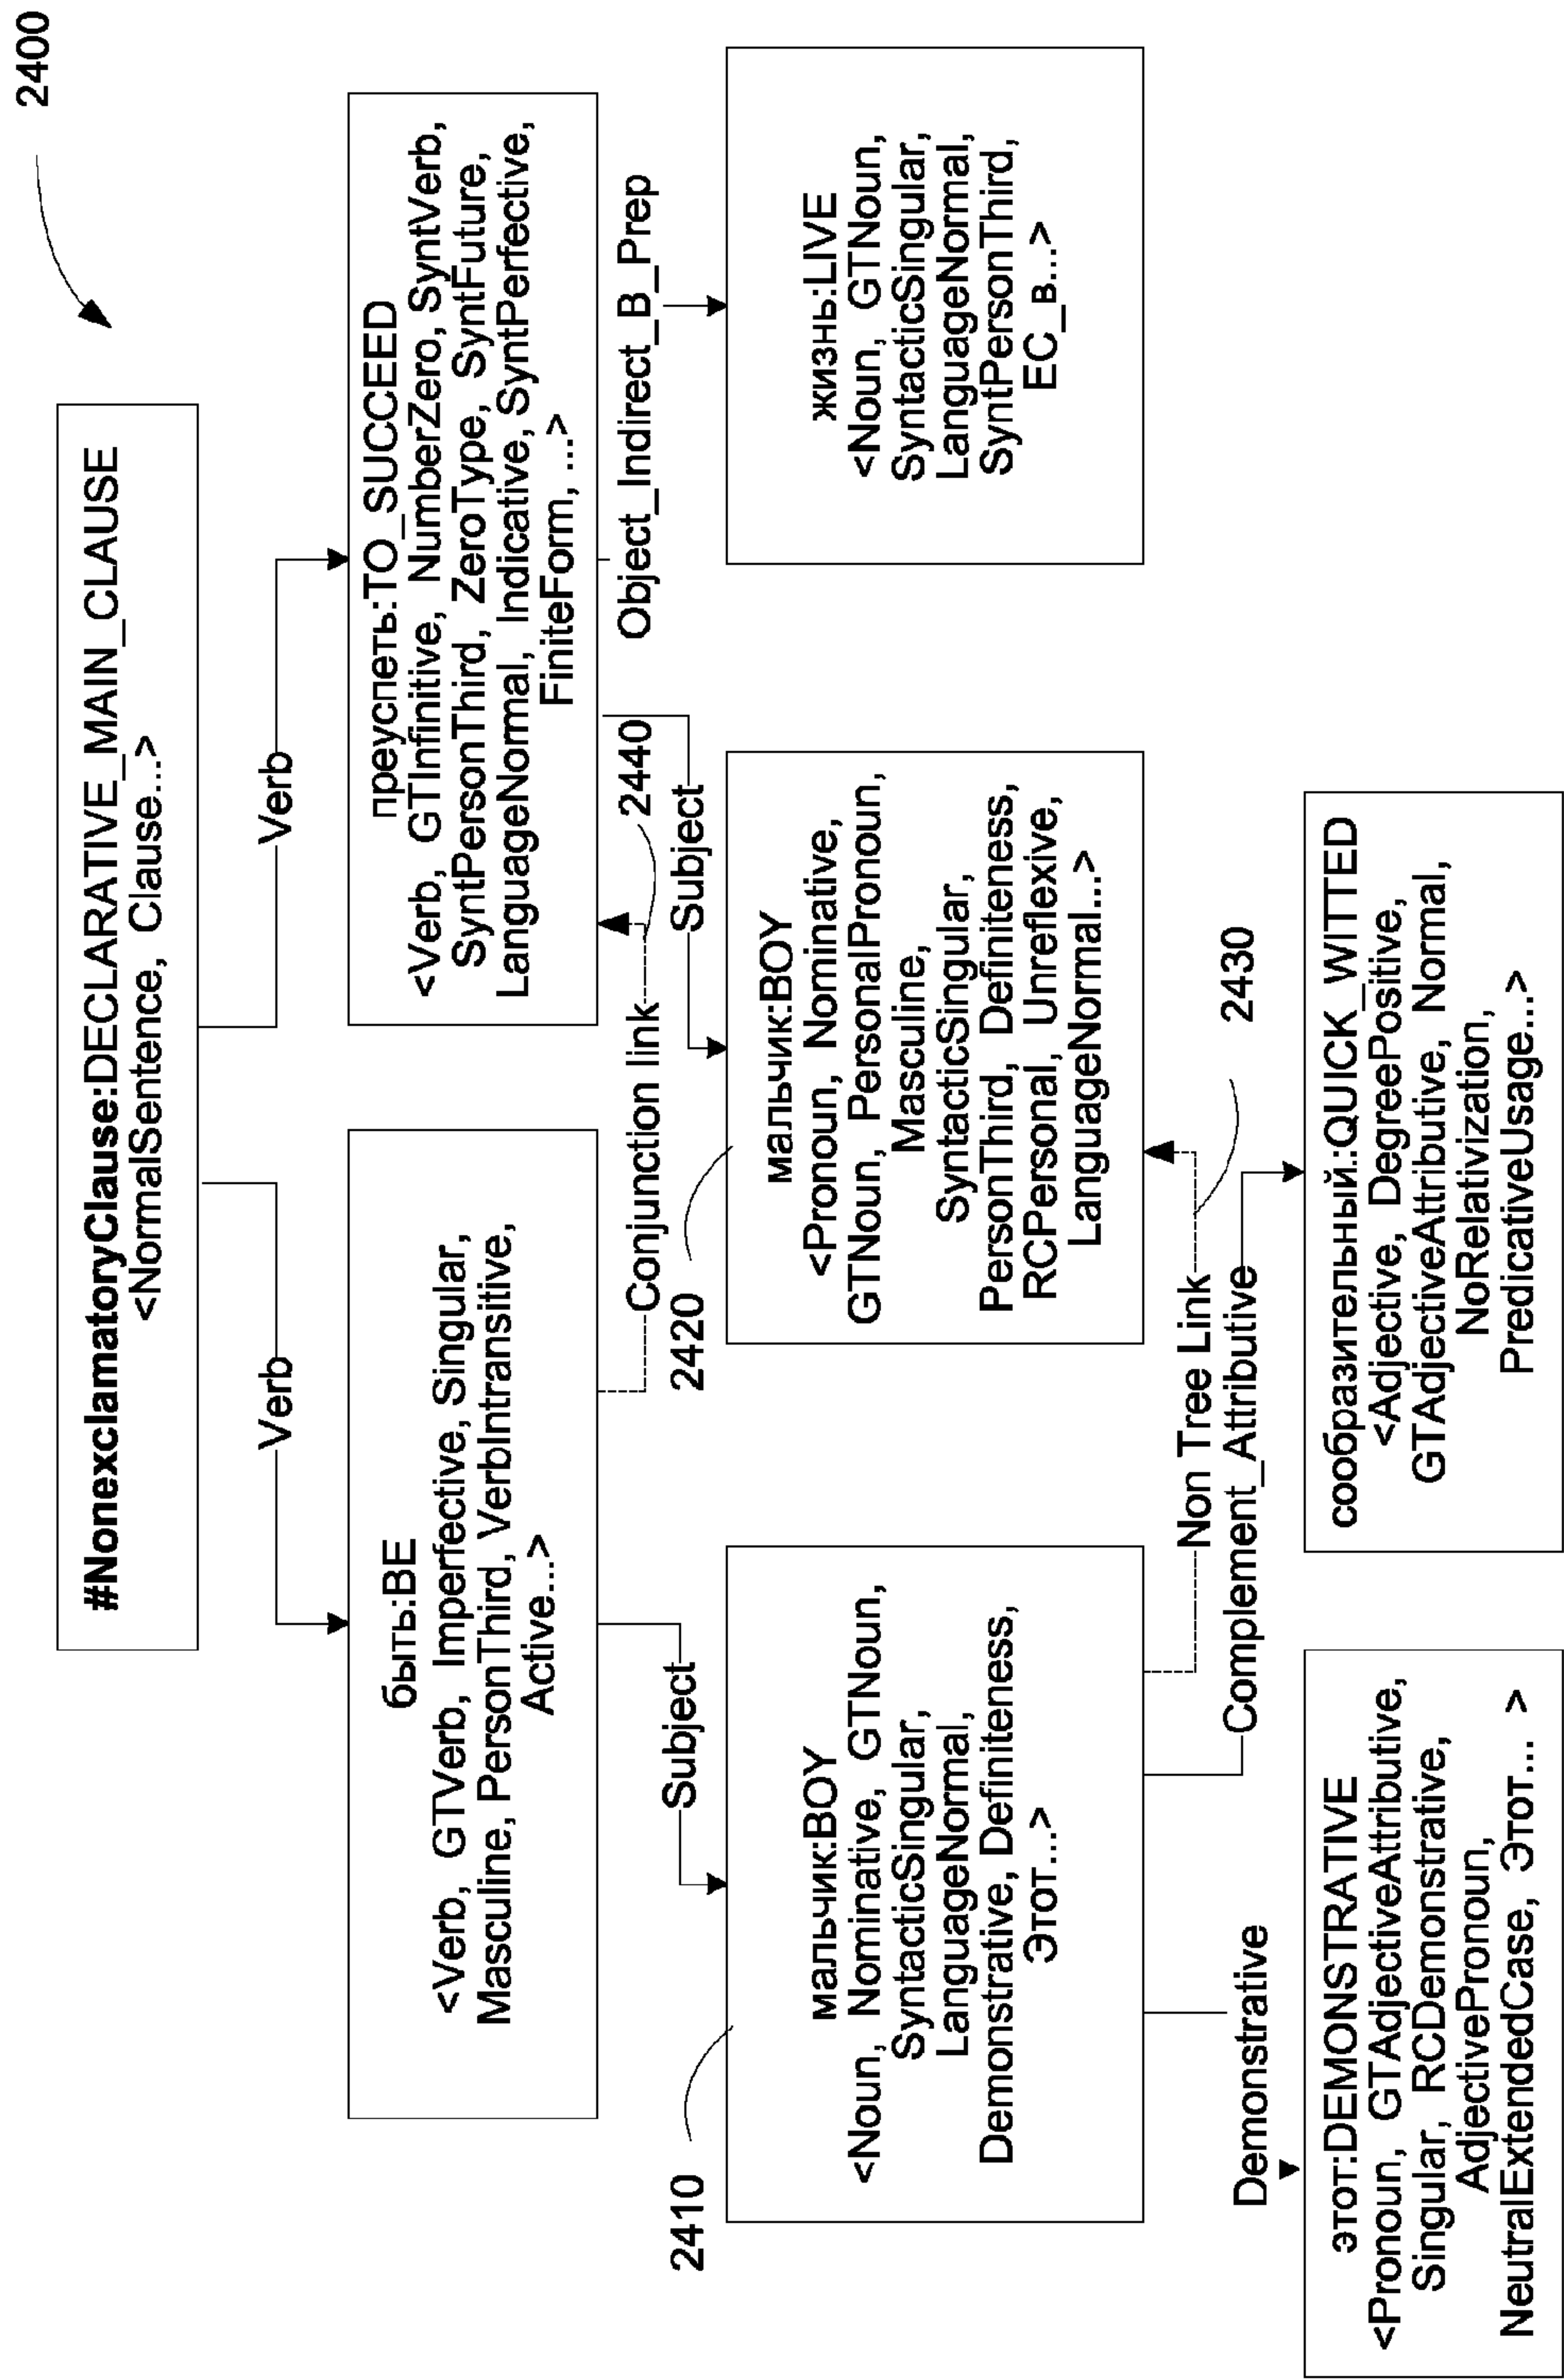 2400
#NonexclamatoryClause:DECLARATIVE_MAIN_CLAUSE
<NormalSentence, Clause...>
Verb
Verb
быть:BE
<Verb, GTVerb, Imperfective, Singular,
Masculine, PersonThird, VerbIntransitive,
Active...>
преуспеть:TO_SUCCEED
<Verb, GTInfinitive, NumberZero, SyntVerb,
SyntPersonThird, ZeroType, SyntFuture,
LanguageNormal, Indicative, SyntPerfective,
FiniteForm, ...>
Subject
Conjunction link
2440
Subject
Object_Indirect_B_Prep
2410
мальчик:BOY
<Noun, Nominative, GTNoun,
SyntacticSingular,
LanguageNormal,
Demonstrative, Definiteness,
Этот...>
2420
мальчик:BOY
<Pronoun, Nominative,
GTNoun, PersonalPronoun,
Masculine,
SyntacticSingular,
PersonThird, Definiteness,
RCPersonal, Unreflexive,
LanguageNormal...>
жизнь:LIVE
<Noun, GTNoun,
SyntacticSingular,
LanguageNormal,
SyntPersonThird,
EC_в...>
Demonstrative
Non Tree Link
Complement_Attributive
2430
этот:DEMONSTRATIVE
<Pronoun, GTAdjectiveAttributive,
Singular, RCDemonstrative,
AdjectivePronoun,
NeutralExtendedCase, Этот... >
сообразительный.:QUICK_WITTED
<Adjective, DegreePositive,
GTAdjectiveAttributive, Normal,
NoRelativization,
PredicativeUsage...>